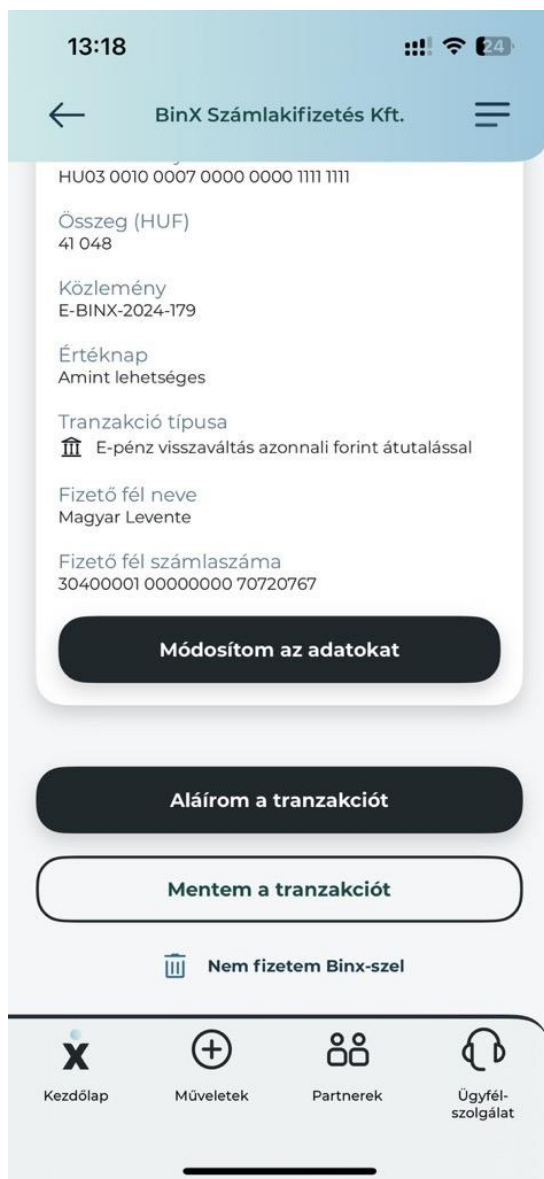 13:18
24
BinX Számlakifizetés Kft.
HU03 0010 0007 0000 0000 1111 1111
Összeg (HUF)
41 048
Közlemény
E-BINX-2024-179
Értéknap
Amint lehetséges
Tranzakció típusa
E-pénz visszaváltás azonnali forint átutalással
Fizető fél neve
Magyar Levente
Fizető fél számlaszáma
30400001 00000000 70720767
Módosítom az adatokat
Aláírom a tranzakciót
Mentem a tranzakciót
Nem fizetem Binx-szel
Kezdőlap
Műveletek
Partnerek
Ügyfél-
szolgálat